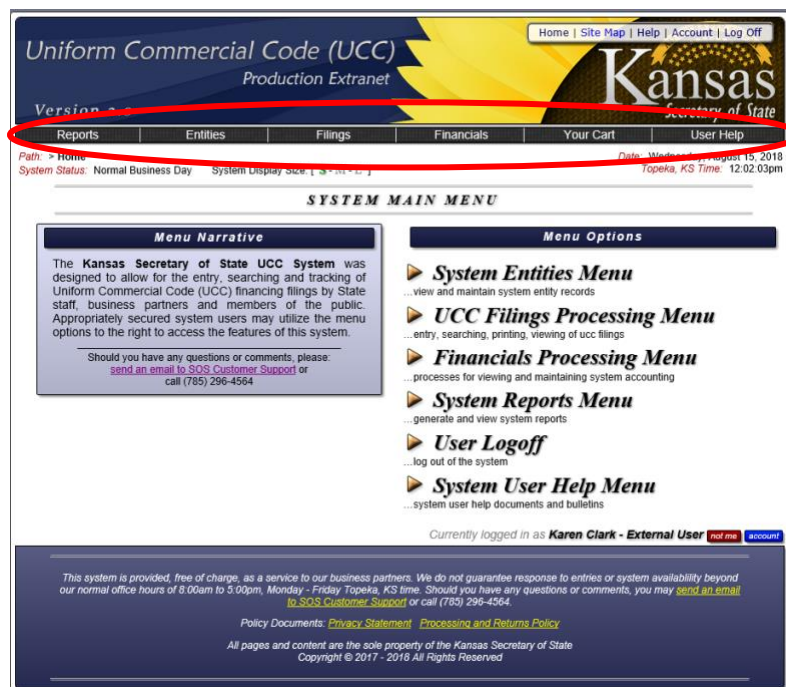 Home | Site Map | Help | Account | Log Off
Uniform Commercial Code (UCC)
Production Extranet
Kansas
Secretary of State
Version
Reports | Entities | Filings | Financials | Your Cart | User Help
Path: > Home
Date: Wednesday, August 15, 2018
System Status: Normal Business Day System Display Size: [ S - M - L ]
Topeka, KS Time: 12:02:03pm
SYSTEM MAIN MENU
Menu Narrative
The Kansas Secretary of State UCC System was
designed to allow for the entry, searching and tracking of
Uniform Commercial Code (UCC) financing filings by State
staff, business partners and members of the public.
Appropriately secured system users may utilize the menu
options to the right to access the features of this system.
Should you have any questions or comments, please:
send an email to SOS Customer Support or
call (785) 296-4564
Menu Options
System Entities Menu
...view and maintain system entity records
UCC Filings Processing Menu
...entry, searching, printing, viewing of ucc filings
Financials Processing Menu
...processes for viewing and maintaining system accounting
System Reports Menu
...generate and view system reports
User Logoff
...log out of the system
System User Help Menu
...system user help documents and bulletins
Currently logged in as Karen Clark - External User not me account
This system is provided, free of charge, as a service to our business partners. We do not guarantee response to entries or system availablility beyond
our normal office hours of 8:00am to 5:00pm, Monday - Friday Topeka, KS time. Should you have any questions or comments, you may send an email
to SOS Customer Support or call (785) 296-4564.
Policy Documents: Privacy Statement Processing and Returns Policy
All pages and content are the sole property of the Kansas Secretary of State
Copyright © 2017 - 2018 All Rights Reserved